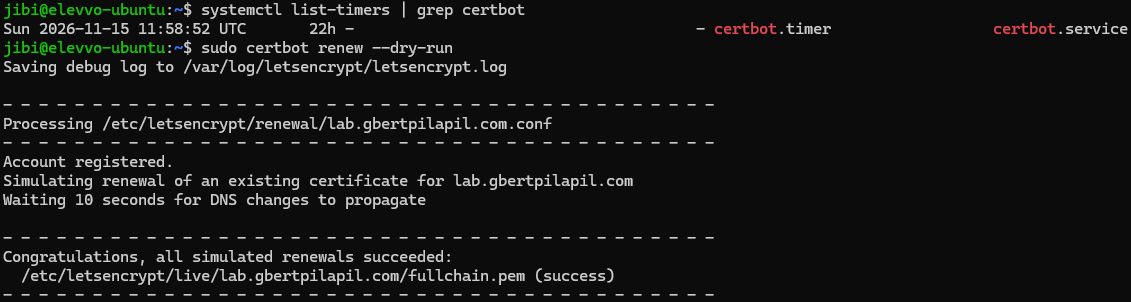 jibi@elevvo-ubuntu:~$ systemctl list-timers | grep certbot
Sun 2026-11-15 11:58:52 UTC      22h -                                      - certbot.timer                  certbot.service
jibi@elevvo-ubuntu:~$ sudo certbot renew --dry-run
Saving debug log to /var/log/letsencrypt/letsencrypt.log
- - - - - - - - - - - - - - - - - - - - - - - - - - - - - - - - - - - - - - - -
Processing /etc/letsencrypt/renewal/lab.gbertpilapil.com.conf
- - - - - - - - - - - - - - - - - - - - - - - - - - - - - - - - - - - - - - - -
Account registered.
Simulating renewal of an existing certificate for lab.gbertpilapil.com
Waiting 10 seconds for DNS changes to propagate
- - - - - - - - - - - - - - - - - - - - - - - - - - - - - - - - - - - - - - - -
Congratulations, all simulated renewals succeeded:
  /etc/letsencrypt/live/lab.gbertpilapil.com/fullchain.pem (success)
- - - - - - - - - - - - - - - - - - - - - - - - - - - - - - - - - - - - - - - -